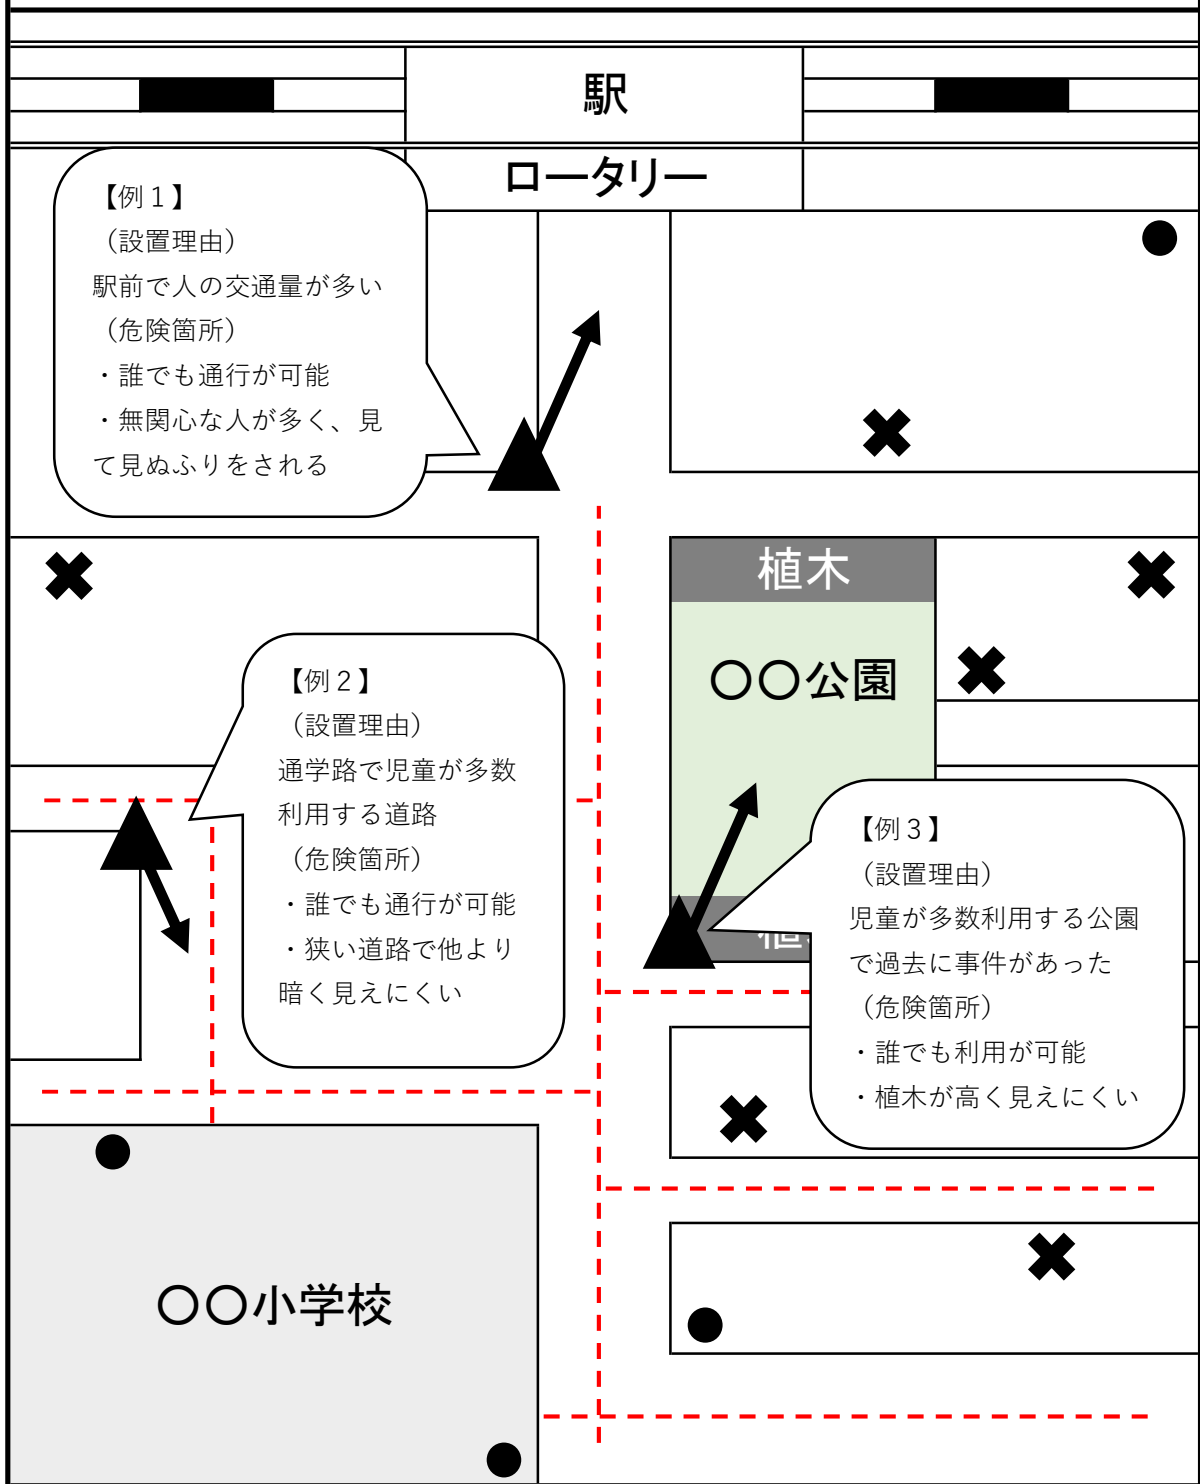 駅
ロータリー
【例１】
（設置理由）
駅前で人の交通量が多い
（危険箇所）
・誰でも通行が可能
・無関心な人が多く、見
て見ぬふりをされる
植木
〇〇公園
【例２】
（設置理由）
通学路で児童が多数
利用する道路
（危険箇所）
・誰でも通行が可能
・狭い道路で他より
暗く見えにくい
【例３】
（設置理由）
児童が多数利用する公園
で過去に事件があった
（危険箇所）
・誰でも利用が可能
・植木が高く見えにくい
〇〇小学校